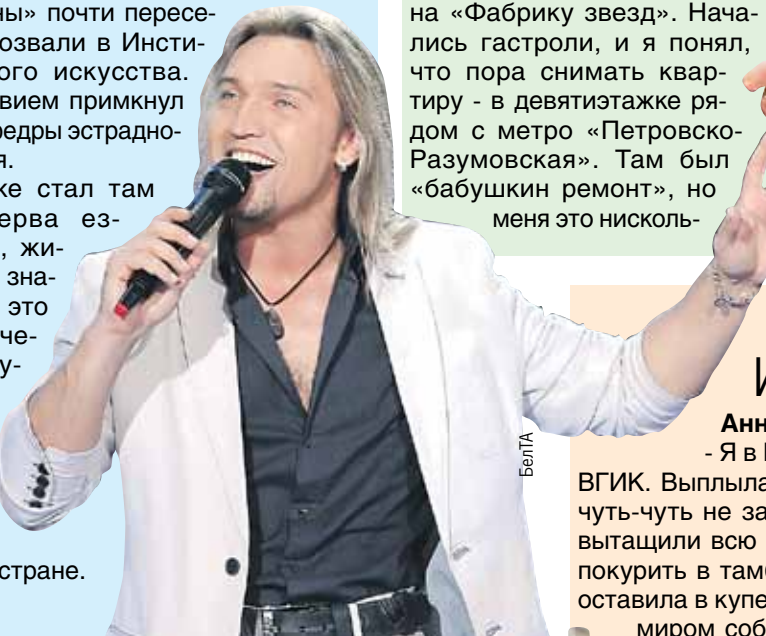 ны» почти пересе-
озвали в Инсти-
ого искусства.
вием примкнул
едры эстрадно-
я.
ке стал там
ерва ез-
, жи-
зна-
это
че-
у-
стране.
на «Фабрику звезд». Нача-
лись гастроли, и я понял,
что пора снимать квар-
тиру - в девятиэтажке ря-
дом с метро «Петровско-
Разумовская». Там был
«бабушкин ремонт», но
меня это нисколь-
БелТА
И
Анн
- Я в
ВГИК. Выплыла
чуть-чуть не за
вытащили всю
покурить в там
оставила в купе
миром соб